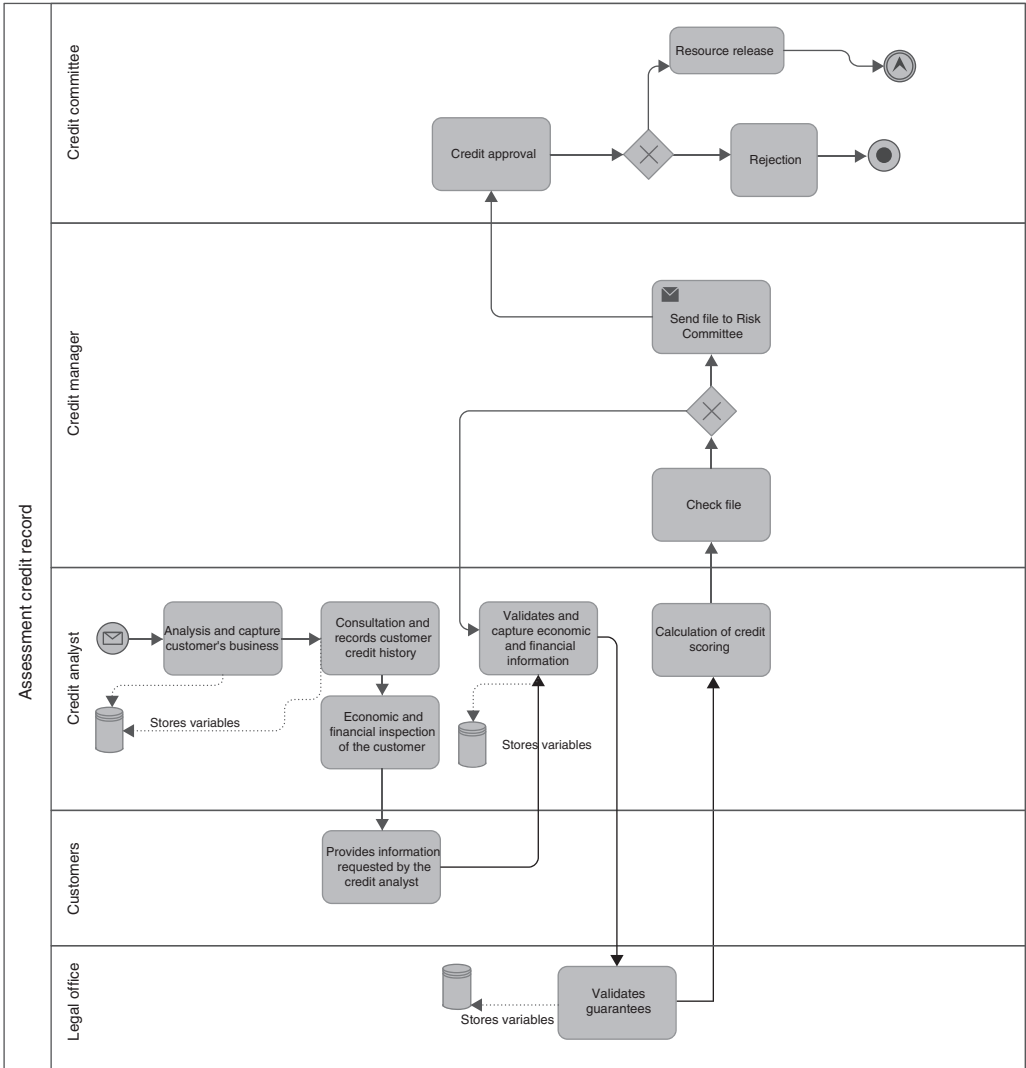 Assessment credit record
Credit committee
Resource release
Credit approval
Rejection
Credit manager
Send file to Risk
Committee
Check file
Credit analyst
Analysis and capture
customer's business
Consultation and
records customer
credit history
Validates and
capture economic
and financial
information
Calculation of credit
scoring
Stores variables
Economic and
financial inspection
of the customer
Stores variables
Customers
Provides information
requested by the
credit analyst
Legal office
Validates
guarantees
Stores variables